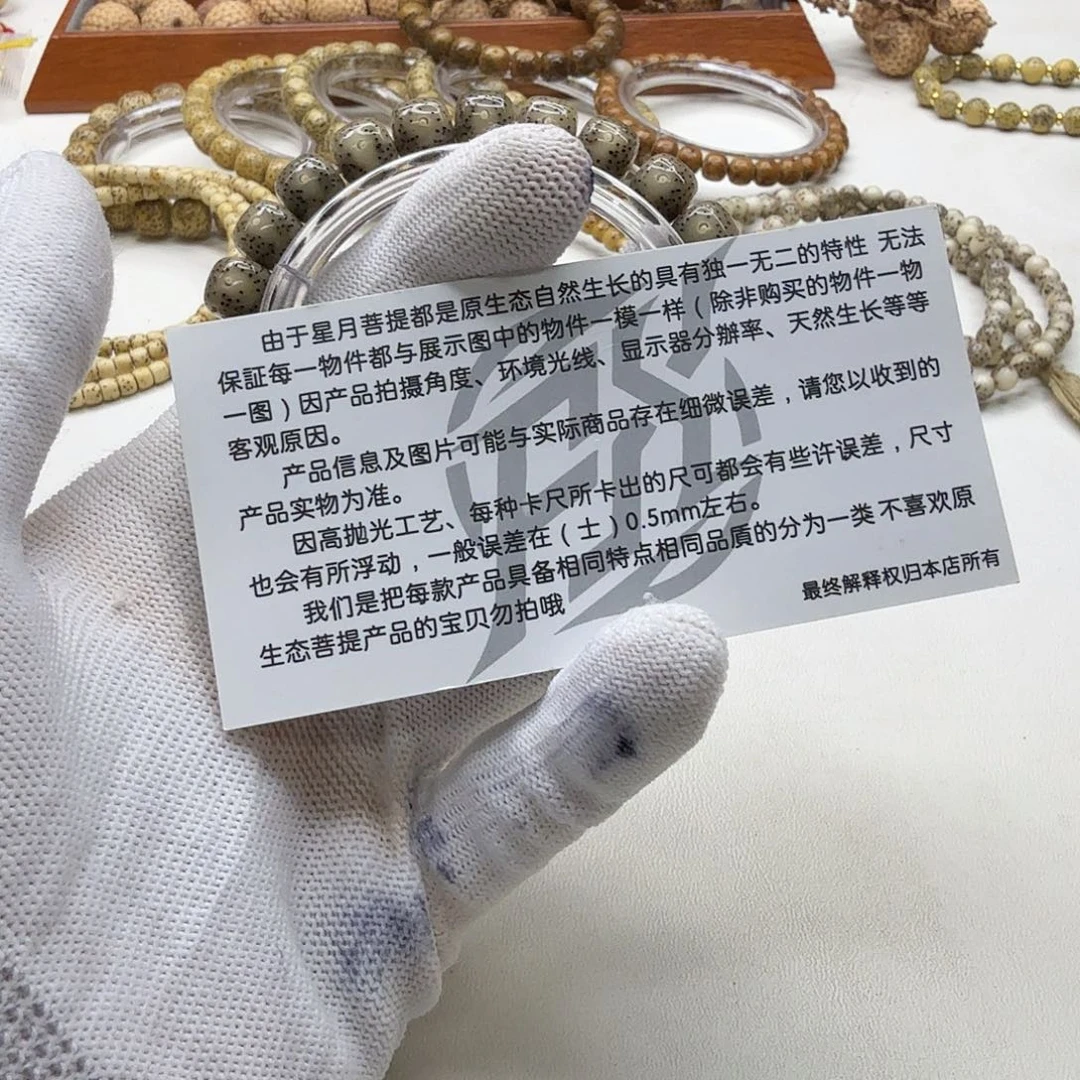 由于星月菩提都是原生态自然生长的具有独一无二的特性 无法
保証每一物件都与展示图中的物件一模一样（除非购买的物件一物
一图）因产品拍摄角度、环境光线、显示器分辦率、天然生长等等
客观原因。
产品信息及图片可能与实际商品存在细微误差，请您以收到的
产品实物为准。
因高抛光工艺、每种卡尺所卡出的尺可都会有些许误差，尺寸
也会有所浮动，一般误差在（士）0.5mm左右。
我们是把每款产品具备相同特点相同品質的分为一类 不喜欢原
生态菩提产品的宝贝勿拍哦
最终解释权归本店所有